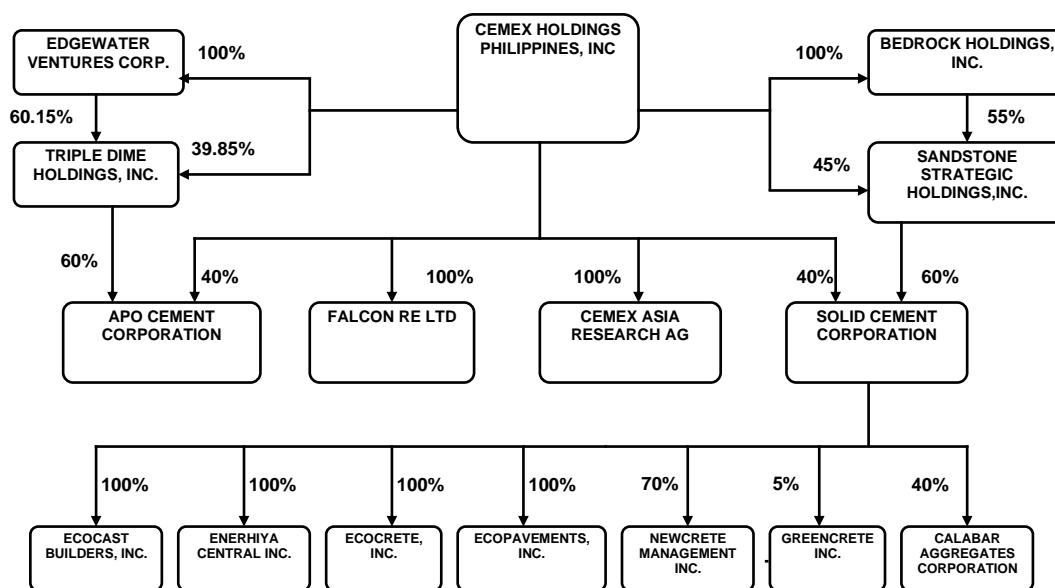 CEMEX HOLDINGS
PHILIPPINES, INC
EDGEWATER
VENTURES CORP.
100%
100%
BEDROCK HOLDINGS,
INC.
60.15%
55%
TRIPLE DIME
HOLDINGS, INC.
39.85%
45%
SANDSTONE
STRATEGIC
HOLDINGS,INC.
60%
40%
100%
100%
40%
60%
APO CEMENT
CORPORATION
FALCON RE LTD
CEMEX ASIA
RESEARCH AG
SOLID CEMENT
CORPORATION
100%
100%
100%
100%
70%
5%
40%
ECOCAST
BUILDERS, INC.
ENERHIYA
CENTRAL INC.
ECOCRETE,
INC.
ECOPAVEMENTS,
INC.
NEWCRETE
MANAGEMENT
INC.
GREENCRETE
INC.
CALABAR
AGGREGATES
CORPORATION